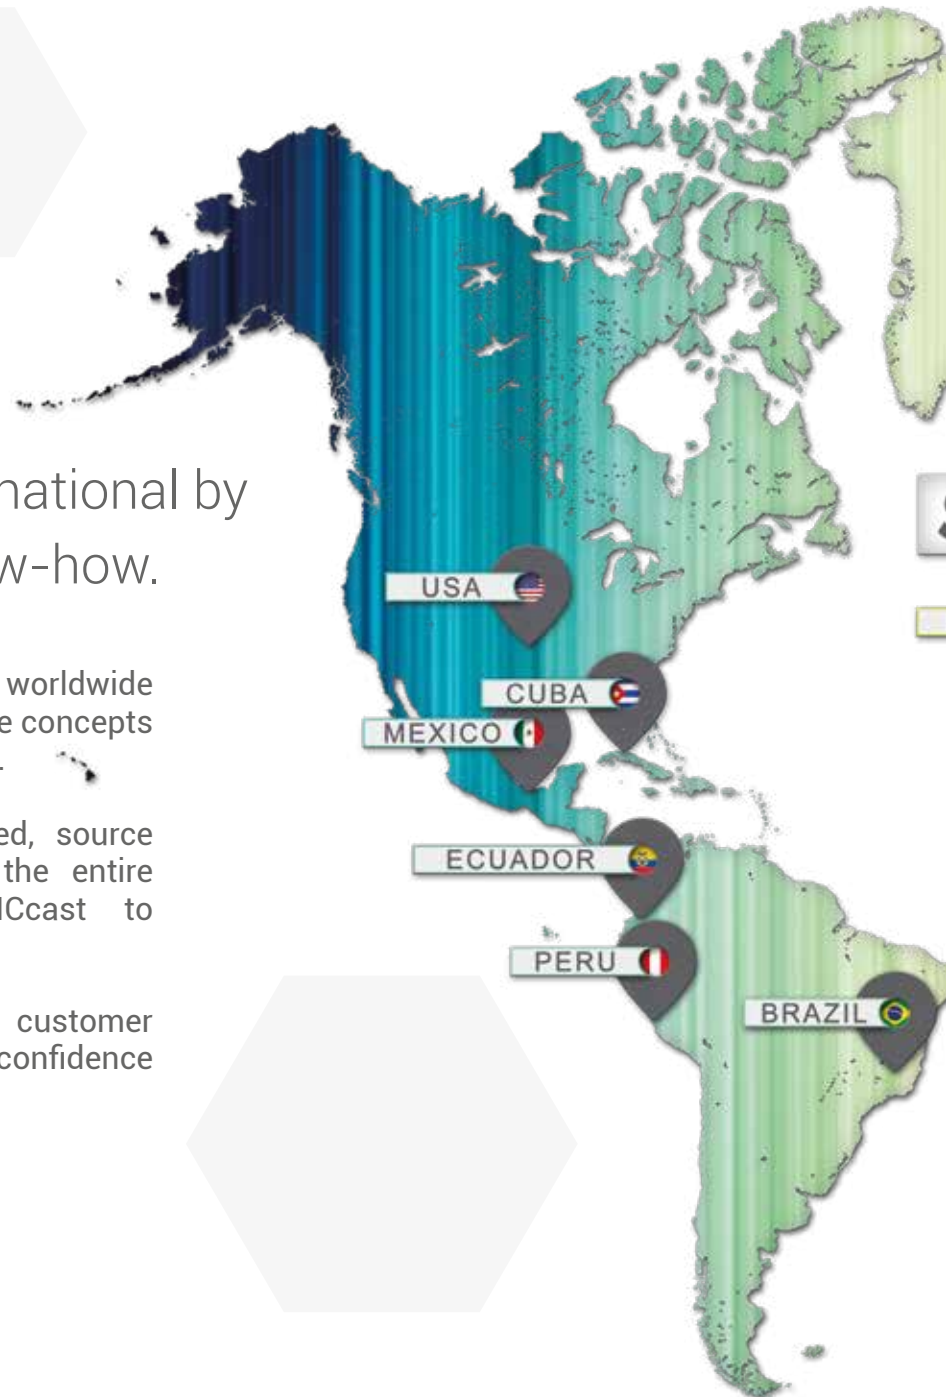 national by
w-how.
worldwide
e concepts
.
ed, source
the entire
ICcast to
customer
confidence
USA
CUBA
MEXICO
ECUADOR
PERU
BRAZIL